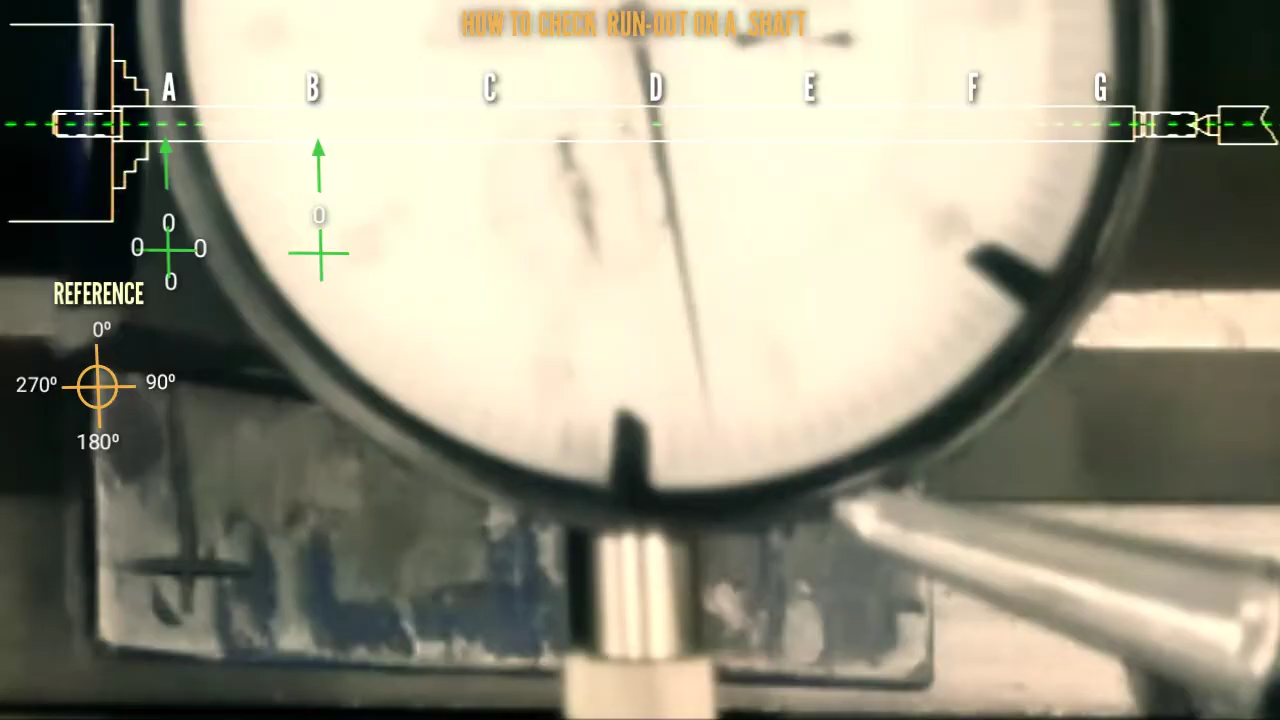 HOW TO CHECK RUN-OUT ON A SHAFT
A B C D E F G
0 0
0 0
0
REFERENCE
0º
270º 90º
180º